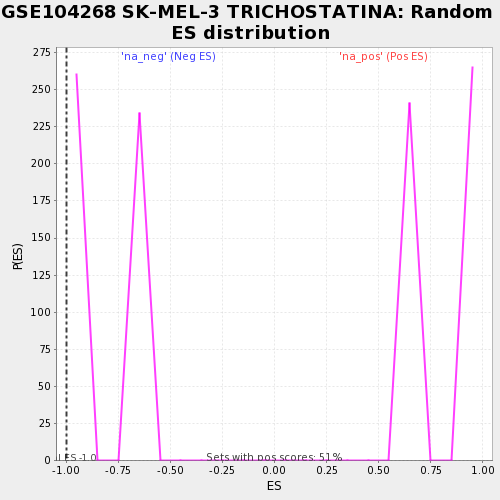 GSE104268 SK-MEL-3 TRICHOSTATINA: Random
ES distribution
'na_neg' (Neg ES)
'na_pos' (Pos ES)
275
250
225
200
175
150
125
100
75
50
25
0
P(ES)
ES -1.0
Sets with pos scores: 51%
-1.00
-0.75
-0.50
-0.25
0.00
0.25
0.50
0.75
1.00
ES